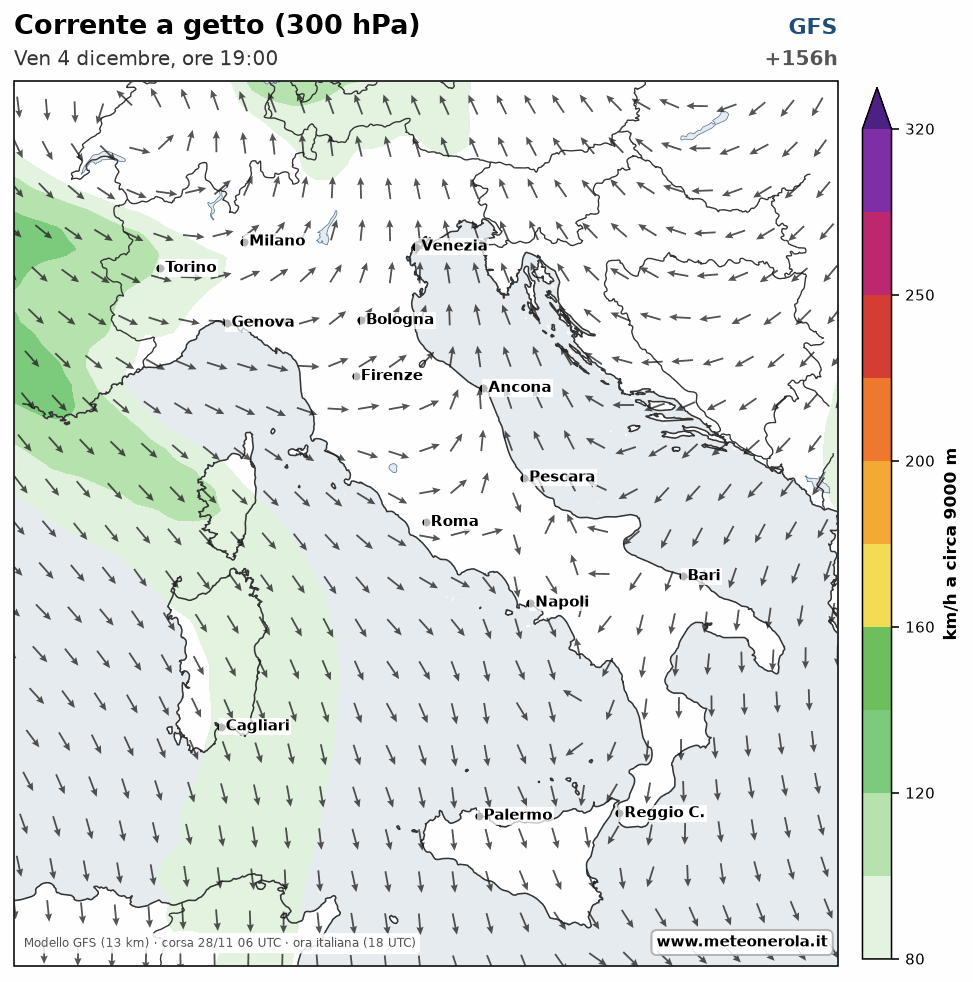 Corrente a getto (300 hPa)
GFS
Ven 4 dicembre, ore 19:00
+156h
Milano
Venezia
Torino
Genova
Bologna
Firenze
Ancona
Pescara
Roma
Bari
Napoli
Cagliari
Palermo
Reggio C.
Modello GFS (13 km) · corsa 28/11 06 UTC · ora italiana (18 UTC)
www.meteonerola.it
320
250
200
160
120
80
km/h a circa 9000 m